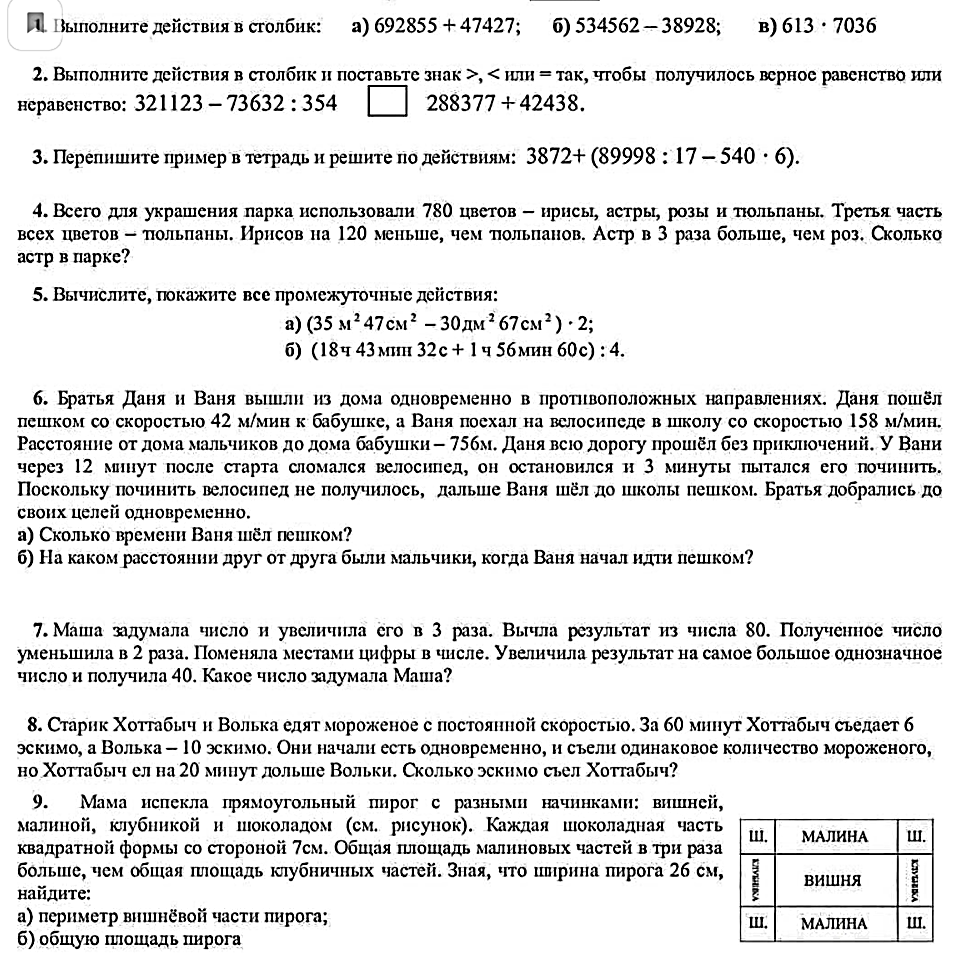 1. Выполните действия в столбик: а) 692855 + 47427; б) 534562 – 38928; в) 613 · 7036
2. Выполните действия в столбик и поставьте знак >, < или = так, чтобы получилось верное равенство или
неравенство: 321123 – 73632 : 354 288377 + 42438.
3. Перепишите пример в тетрадь и решите по действиям: 3872+ (89998 : 17 – 540 · 6).
4. Всего для украшения парка использовали 780 цветов – ирисы, астры, розы и тюльпаны. Третья часть
всех цветов – тюльпаны. Ирисов на 120 меньше, чем тюльпанов. Астр в 3 раза больше, чем роз. Сколько
астр в парке?
5. Вычислите, покажите все промежуточные действия:
а) (35 м² 47см² – 30дм² 67см²) · 2;
б) (18ч 43мин 32с + 1ч 56мин 60с) : 4.
6. Братья Даня и Ваня вышли из дома одновременно в противоположных направлениях. Даня пошёл
пешком со скоростью 42 м/мин к бабушке, а Ваня поехал на велосипеде в школу со скоростью 158 м/мин.
Расстояние от дома мальчиков до дома бабушки – 756м. Даня всю дорогу прошёл без приключений. У Вани
через 12 минут после старта сломался велосипед, он остановился и 3 минуты пытался его починить.
Поскольку починить велосипед не получилось, дальше Ваня шёл до школы пешком. Братья добрались до
своих целей одновременно.
а) Сколько времени Ваня шёл пешком?
б) На каком расстоянии друг от друга были мальчики, когда Ваня начал идти пешком?
7. Маша задумала число и увеличила его в 3 раза. Вычла результат из числа 80. Полученное число
уменьшила в 2 раза. Поменяла местами цифры в числе. Увеличила результат на самое большое однозначное
число и получила 40. Какое число задумала Маша?
8. Старик Хоттабыч и Волька едят мороженое с постоянной скоростью. За 60 минут Хоттабыч съедает 6
эскимо, а Волька – 10 эскимо. Они начали есть одновременно, и съели одинаковое количество мороженого,
но Хоттабыч ел на 20 минут дольше Вольки. Сколько эскимо съел Хоттабыч?
9. Мама испекла прямоугольный пирог с разными начинками: вишней,
малиной, клубникой и шоколадом (см. рисунок). Каждая шоколадная часть
квадратной формы со стороной 7см. Общая площадь малиновых частей в три раза
больше, чем общая площадь клубничных частей. Зная, что ширина пирога 26 см,
найдите:
а) периметр вишнёвой части пирога;
б) общую площадь пирога
Ш. МАЛИНА Ш.
КЛУБНИКА ВИШНЯ КЛУБНИКА
Ш. МАЛИНА Ш.